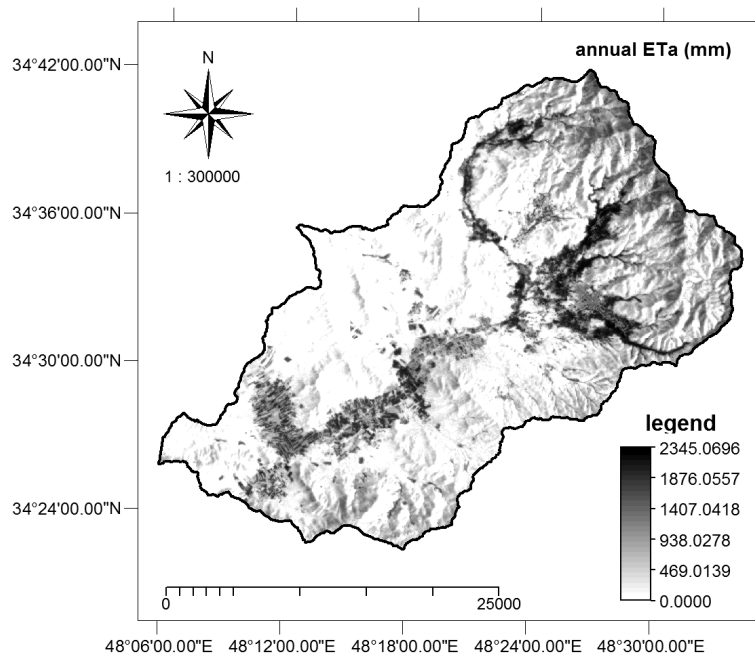 annual ETa (mm)
34°42'00.00"N
N
1 : 300000
34°36'00.00"N
34°30'00.00"N
34°24'00.00"N
legend
2345.0696
1876.0557
1407.0418
938.0278
469.0139
0.0000
0 25000
48°06'00.00"E 48°12'00.00"E 48°18'00.00"E 48°24'00.00"E 48°30'00.00"E